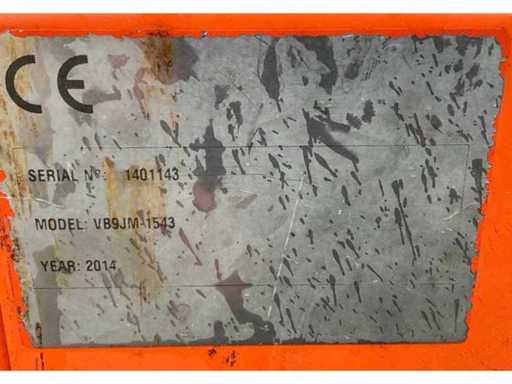 CE
SERIAL Nº: 1401143
MODEL: VB9JM-1543
YEAR: 2014